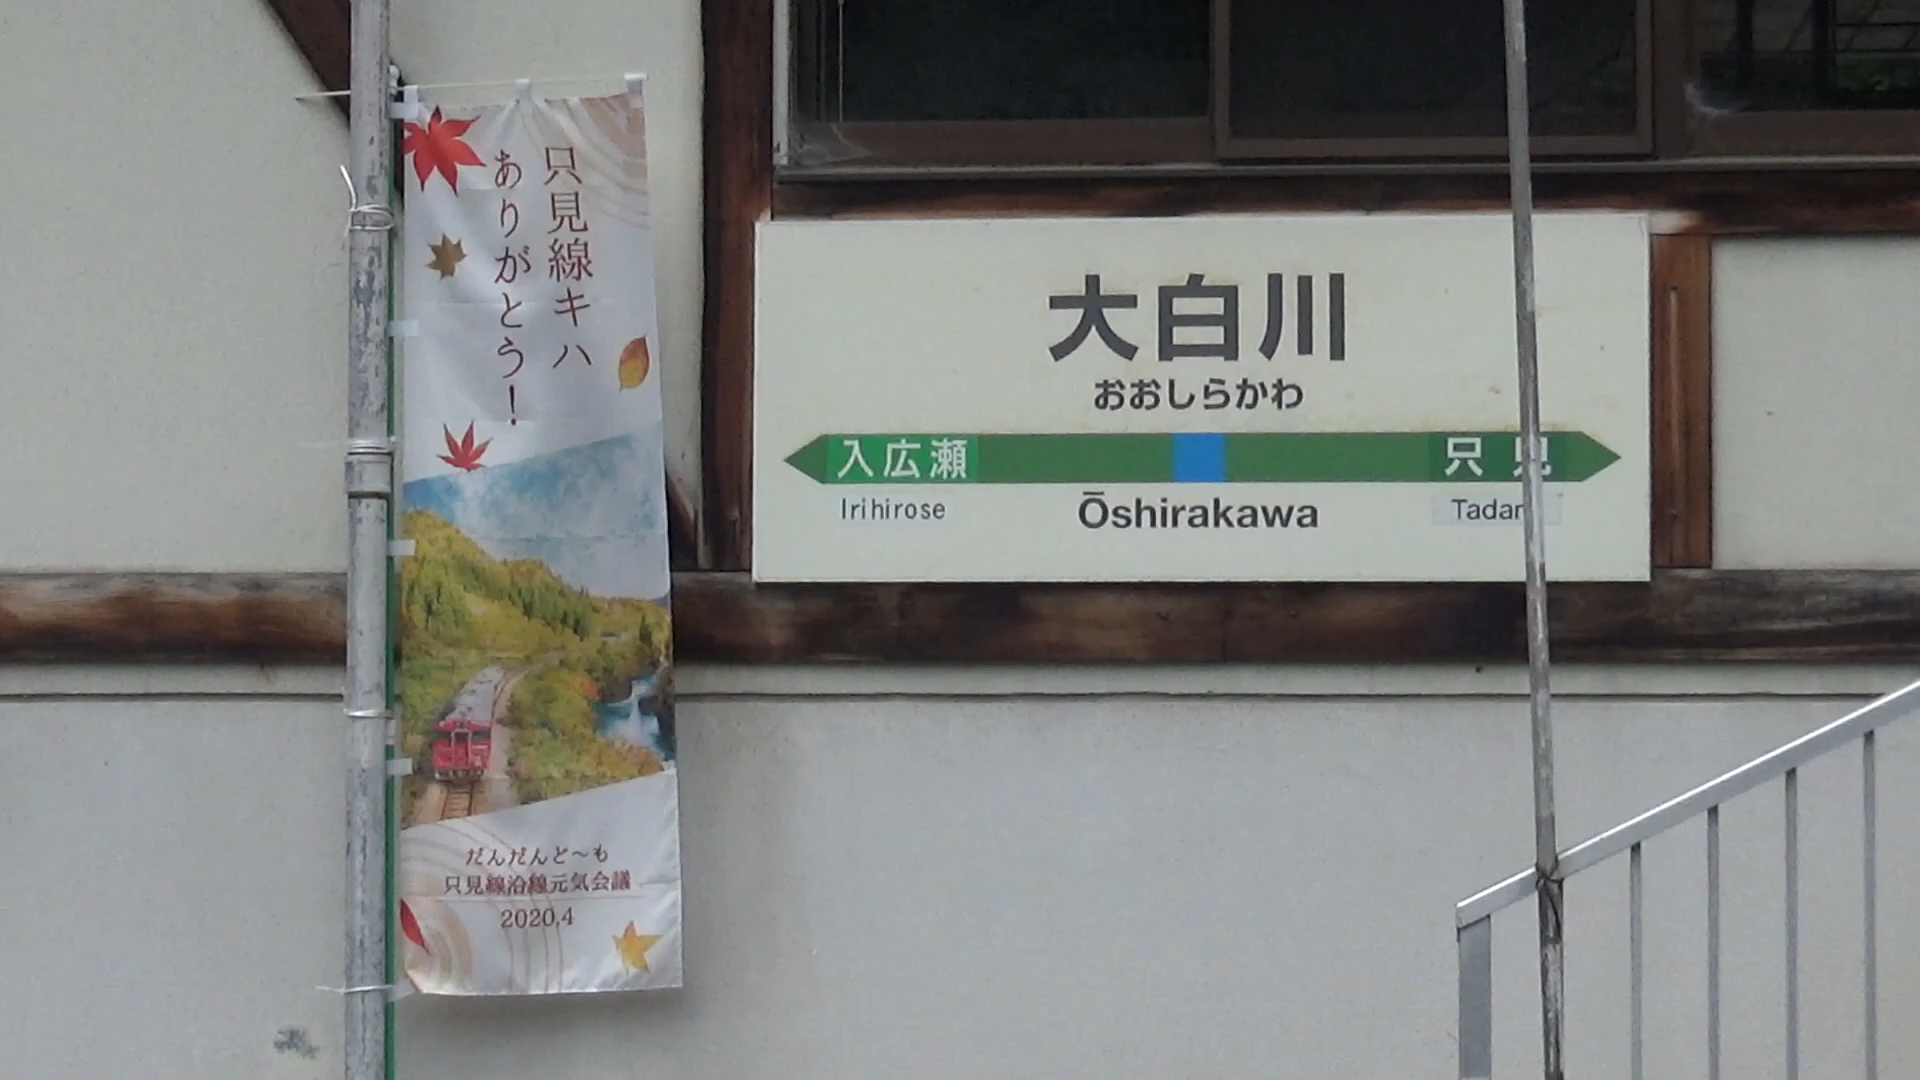 只見線キハ
ありがとう!
だんだんど〜も
只見線沿線元気会議
2020.4
大白川
おおしらかわ
入広瀬
只見
Irihirose
Ōshirakawa
Tadami